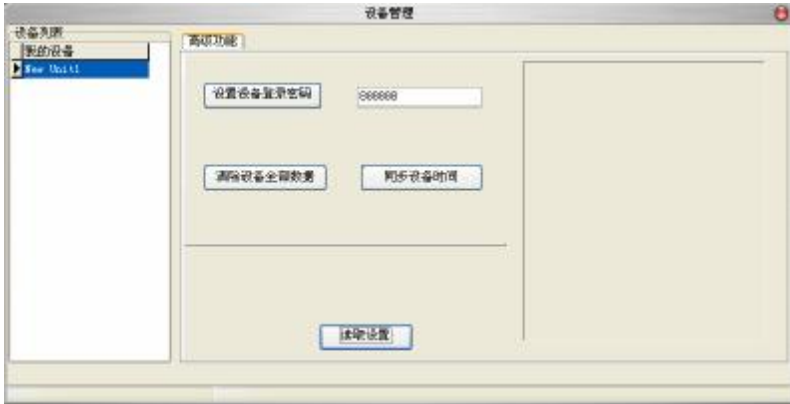 设备管理
设备列表
我的设备
New Unit1
高级功能
设置设备登录密码
888888
清除设备全部数据
同步设备时间
读取设置